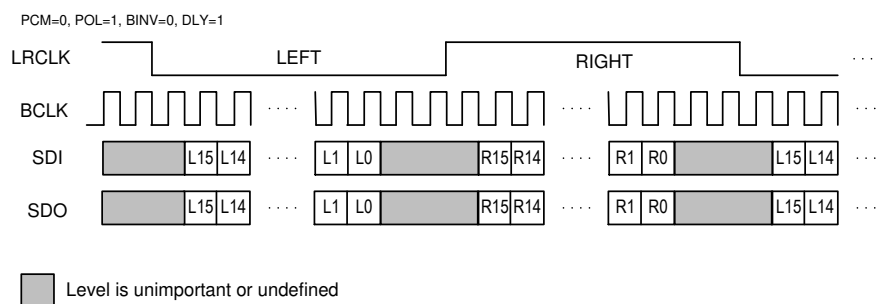 PCM=0, POL=1, BINV=0, DLY=1
LRCLK LEFT RIGHT ...
BCLK .... .... ...
SDI L15 L14 .... L1 L0 R15 R14 .... R1 R0 L15 L14 ...
SDO L15 L14 .... L1 L0 R15 R14 .... R1 R0 L15 L14 ...
Level is unimportant or undefined